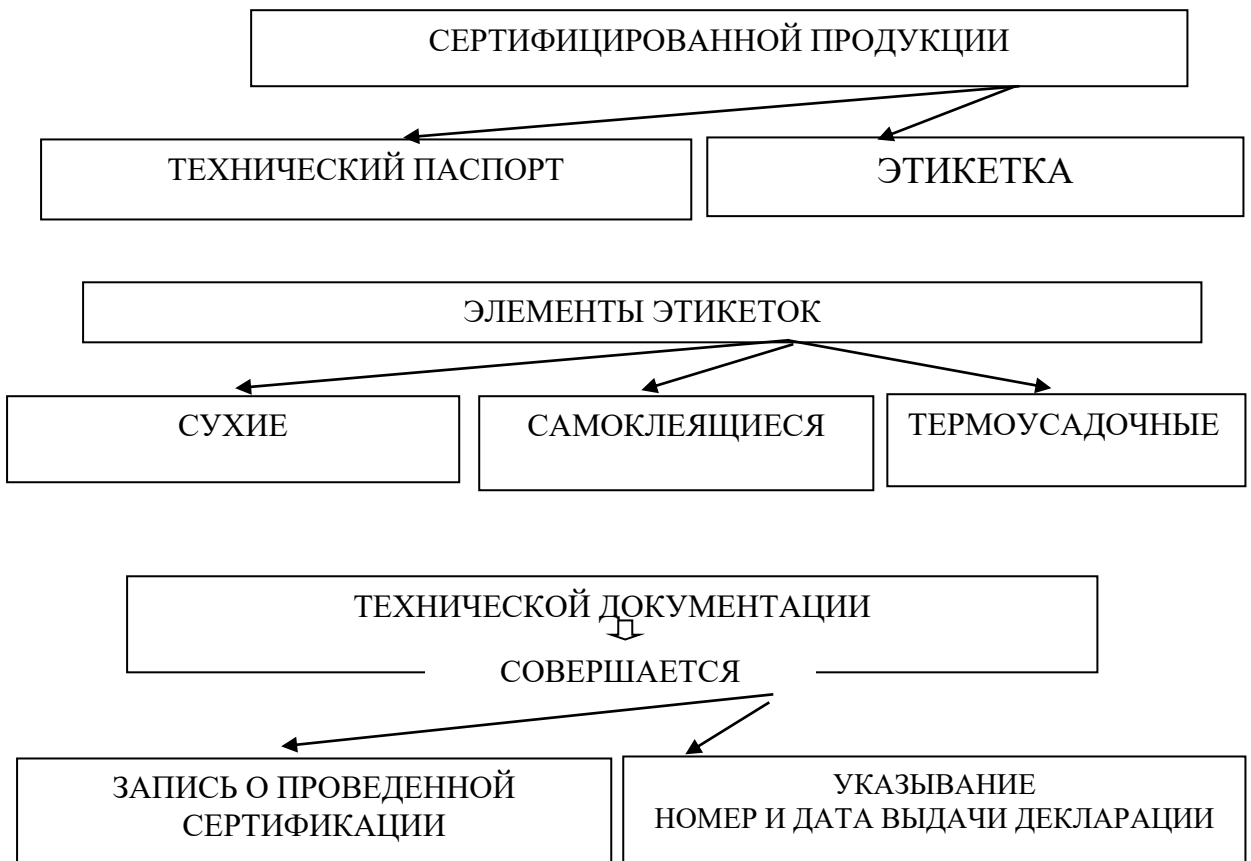 СЕРТИФИЦИРОВАННОЙ ПРОДУКЦИИ
ТЕХНИЧЕСКИЙ ПАСПОРТ
ЭТИКЕТКА
ЭЛЕМЕНТЫ ЭТИКЕТОК
СУХИЕ
САМОКЛЕЯЩИЕСЯ
ТЕРМОУСАДОЧНЫЕ
ТЕХНИЧЕСКОЙ ДОКУМЕНТАЦИИ
СОВЕРШАЕТСЯ
ЗАПИСЬ О ПРОВЕДЕННОЙ
СЕРТИФИКАЦИИ
УКАЗЫВАНИЕ
НОМЕР И ДАТА ВЫДАЧИ ДЕКЛАРАЦИИ